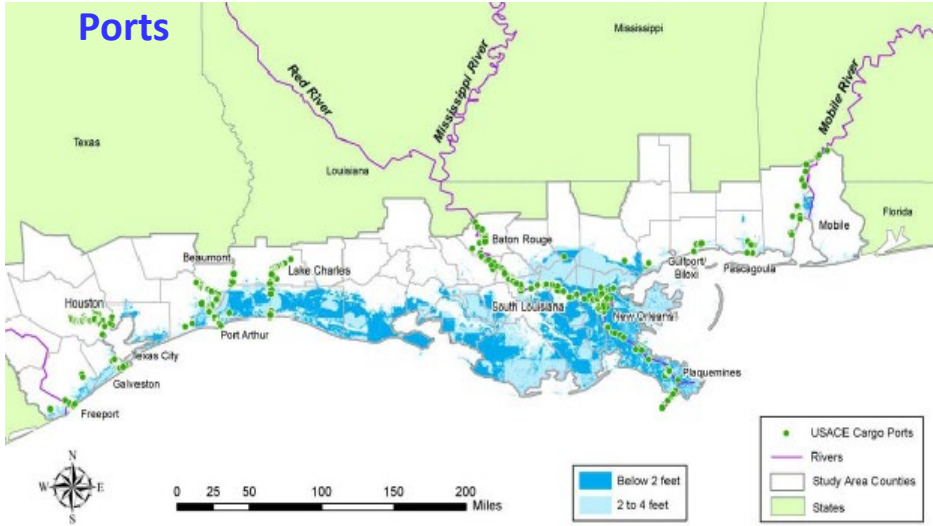 Ports
Mississippi
Red River
Mississippi River
Mobile River
Texas
Louisiana
Florida
Mobile
Baton Rouge
Beaumont
Lake Charles
Gulfport/
Biloxi
Pascagoula
Houston
South Louisiana
New Orleans
Port Arthur
Texas City
Plaquemines
Galveston
Freeport
USACE Cargo Ports
Rivers
Study Area Counties
States
N
W
E
S
0 25 50 100 150 200
Miles
Below 2 feet
2 to 4 feet